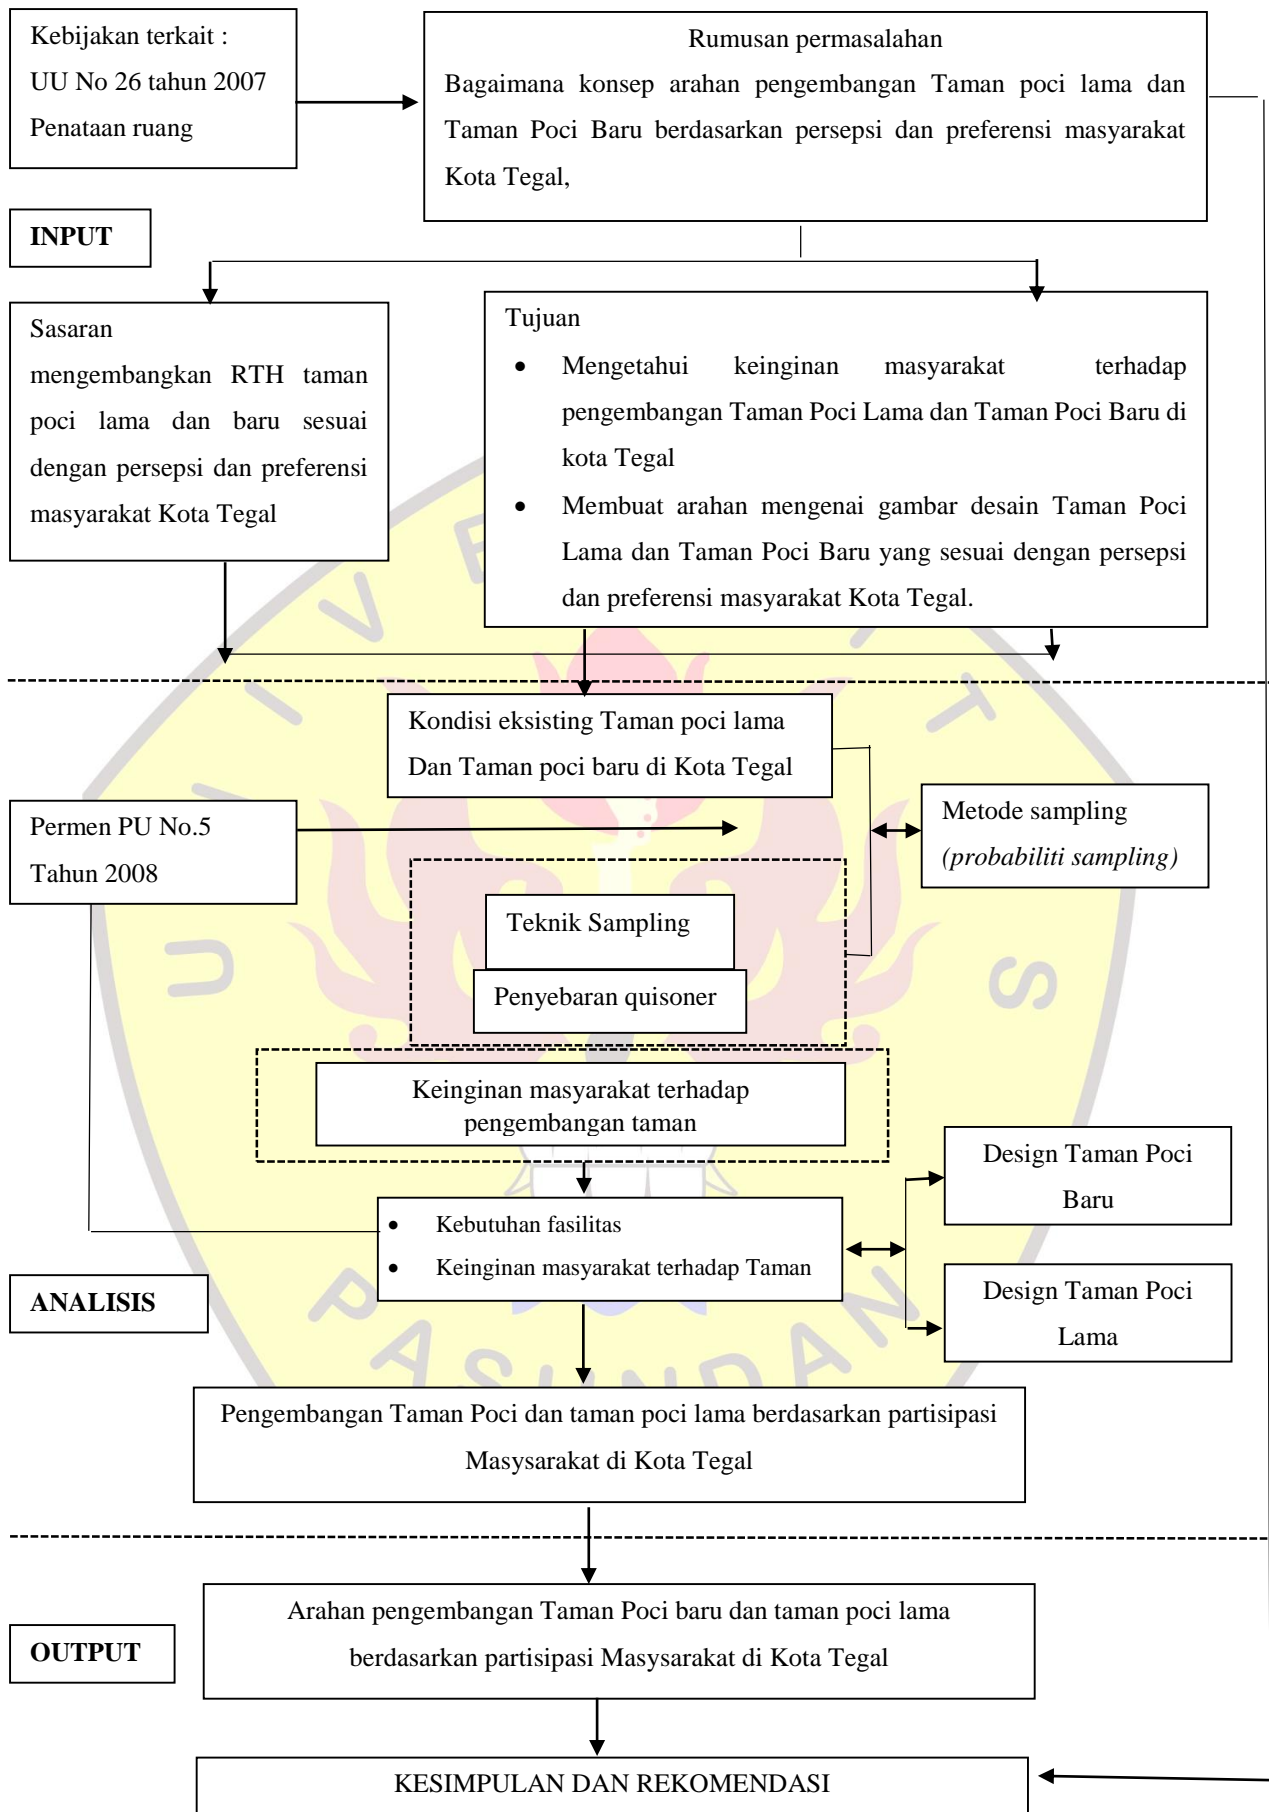 Kebijakan terkait :
UU No 26 tahun 2007
Penataan ruang
Rumusan permasalahan
Bagaimana konsep arahan pengembangan Taman poci lama dan
Taman Poci Baru berdasarkan persepsi dan preferensi masyarakat
Kota Tegal,
INPUT
Sasaran
mengembangkan RTH taman
poci lama dan baru sesuai
dengan persepsi dan preferensi
masyarakat Kota Tegal
Tujuan
• Mengetahui keinginan masyarakat terhadap
pengembangan Taman Poci Lama dan Taman Poci Baru di
kota Tegal
• Membuat arahan mengenai gambar desain Taman Poci
Lama dan Taman Poci Baru yang sesuai dengan persepsi
dan preferensi masyarakat Kota Tegal.
Kondisi eksisting Taman poci lama
Dan Taman poci baru di Kota Tegal
Permen PU No.5
Tahun 2008
Metode sampling
(probabiliti sampling)
Teknik Sampling
Penyebaran quisoner
Keinginan masyarakat terhadap
pengembangan taman
• Kebutuhan fasilitas
• Keinginan masyarakat terhadap Taman
Design Taman Poci
Baru
Design Taman Poci
Lama
ANALISIS
Pengembangan Taman Poci dan taman poci lama berdasarkan partisipasi
Masysarakat di Kota Tegal
Arahan pengembangan Taman Poci baru dan taman poci lama
berdasarkan partisipasi Masysarakat di Kota Tegal
OUTPUT
KESIMPULAN DAN REKOMENDASI
PASUNDAN